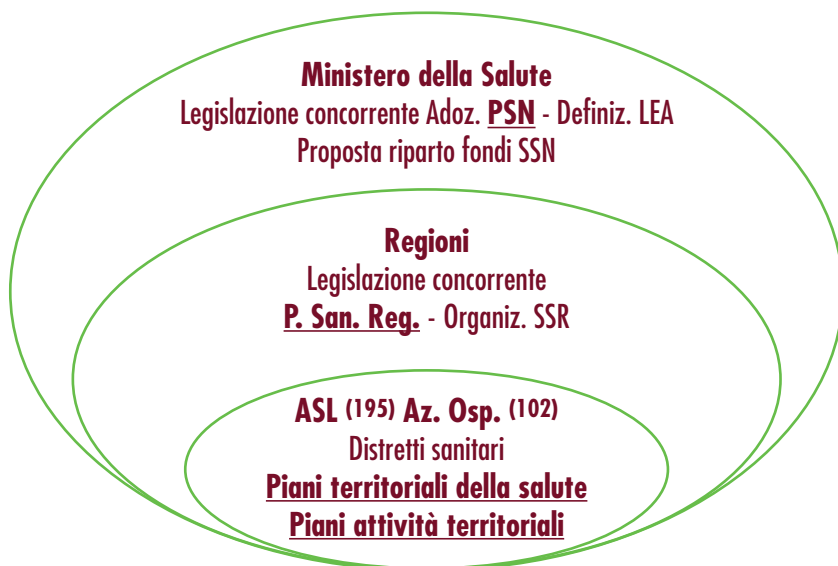 Ministero della Salute
Legislazione concorrente Adoz. PSN - Definiz. LEA
Proposta riparto fondi SSN
Regioni
Legislazione concorrente
P. San. Reg. - Organiz. SSR
ASL (195) Az. Osp. (102)
Distretti sanitari
Piani territoriali della salute
Piani attività territoriali